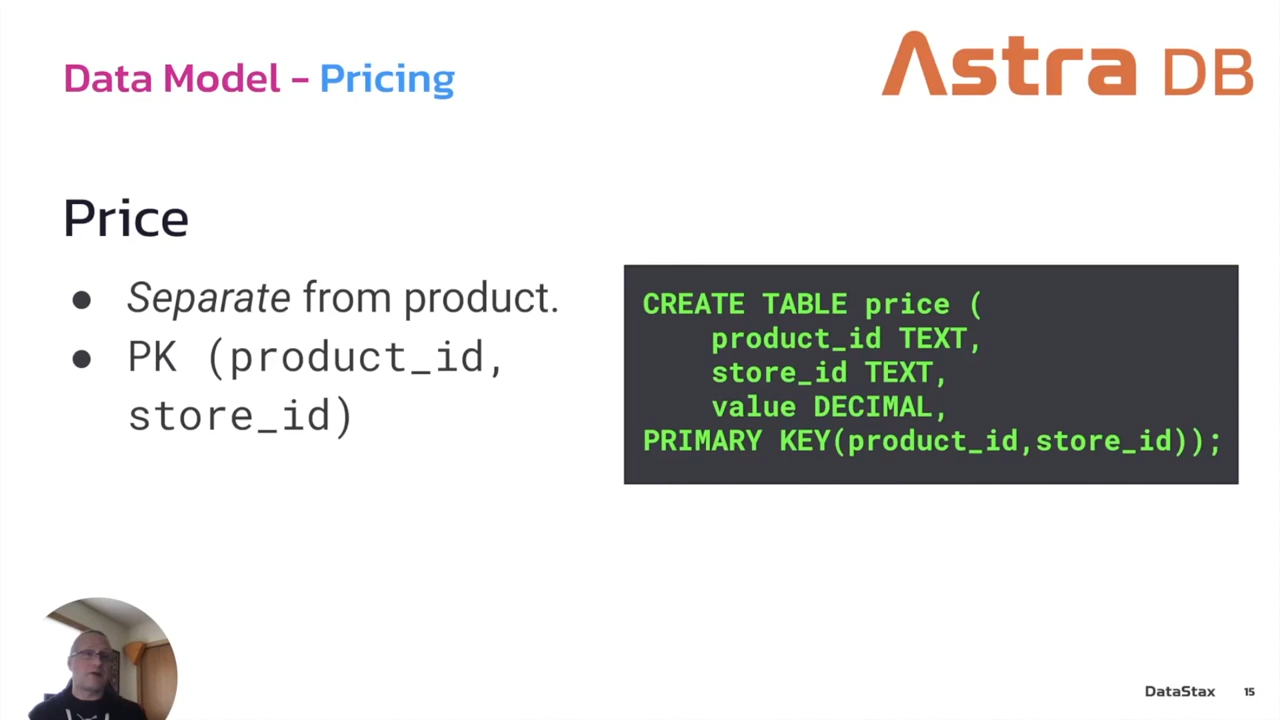 Data Model - Pricing
Astra DB
Price
● Separate from product.
● PK (product_id,
store_id)
CREATE TABLE price (
product_id TEXT,
store_id TEXT,
value DECIMAL,
PRIMARY KEY(product_id,store_id));
DataStax 15